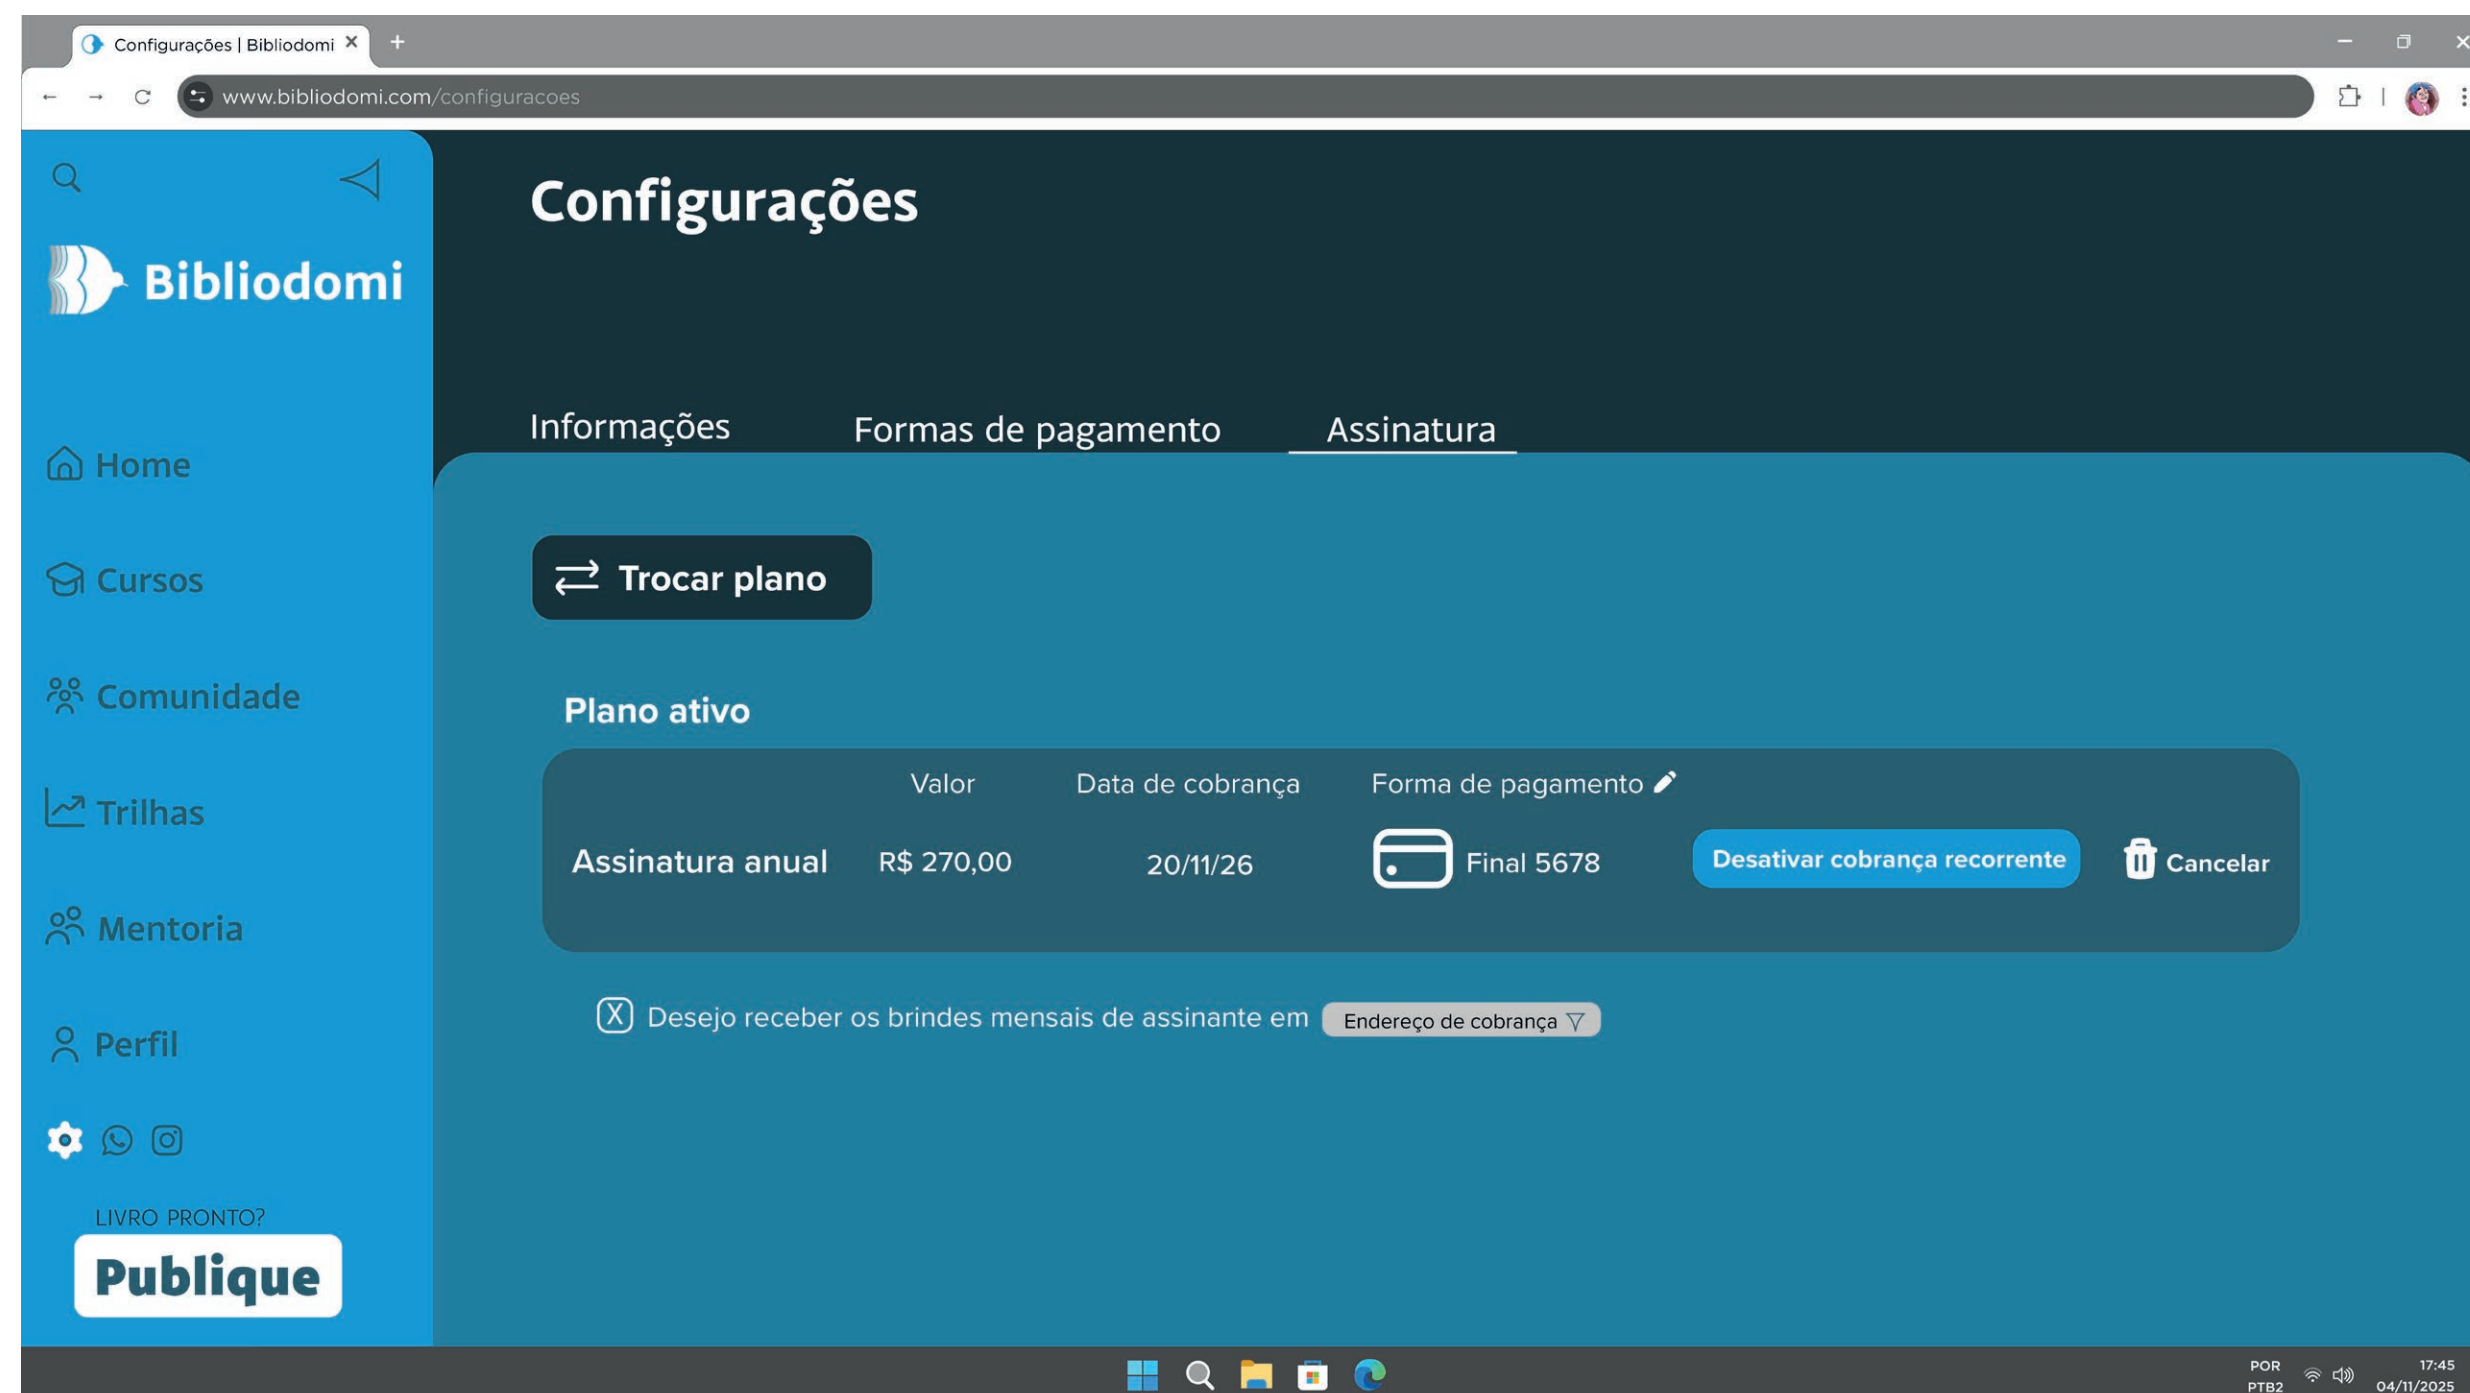 Configurações | Bibliodomi
www.bibliodomi.com/configuracoes
Bibliodomi
Home
Cursos
Comunidade
Trilhas
Mentoria
Perfil
LIVRO PRONTO?
Publique
Configurações
Informações Formas de pagamento Assinatura
Trocar plano
Plano ativo
Valor Data de cobrança Forma de pagamento
Assinatura anual R$ 270,00 20/11/26 Final 5678 Desativar cobrança recorrente Cancelar
X Desejo receber os brindes mensais de assinante em Endereço de cobrança
POR 17:45
PTB2 04/11/2025